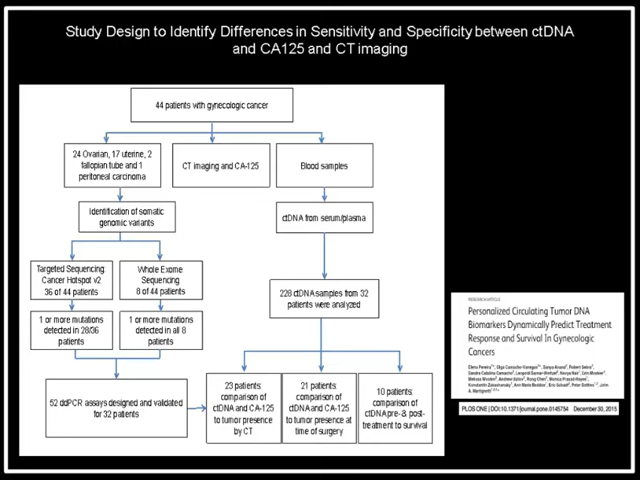 Study Design to Identify Differences in Sensitivity and Specificity between ctDNA
and CA125 and CT imaging
44 patients with gynecologic cancer
24 Ovarian, 17 uterine, 2
fallopian tube and 1
peritoneal carcinoma
CT imaging and CA-125
Blood samples
Identification of somatic
genomic variants
ctDNA from serum/plasma
Targeted Sequencing:
Cancer Hotspot v2
36 of 44 patients
Whole Exome
Sequencing
8 of 44 patients
228 ctDNA samples from 32
patients were analyzed
1 or more mutations
detected in 28/36
patients
1 or more mutations
detected in all 8
patients
52 ddPCR assays designed and validated
for 32 patients
23 patients:
comparison of
ctDNA and CA-125
to tumor presence
by CT
21 patients:
comparison of
ctDNA and CA-125
to tumor presence at
time of surgery
10 patients:
comparison of
ctDNA pre- & post-
treatment to survival
RESEARCH ARTICLE
Personalized Circulating Tumor DNA
Biomarkers Dynamically Predict Treatment
Response and Survival In Gynecologic
Cancers
PLOS ONE | DOI:10.1371/journal.pone.0145754 December 30, 2015